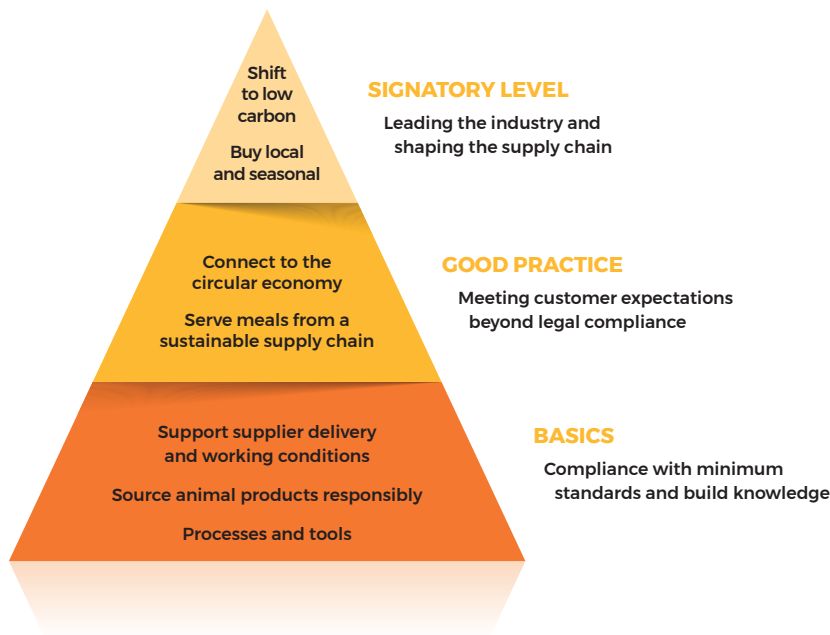 Shift
to low
carbon
Buy local
and seasonal
SIGNATORY LEVEL
Leading the industry and
shaping the supply chain
Connect to the
circular economy
Serve meals from a
sustainable supply chain
GOOD PRACTICE
Meeting customer expectations
beyond legal compliance
Support supplier delivery
and working conditions
Source animal products responsibly
Processes and tools
BASICS
Compliance with minimum
standards and build knowledge